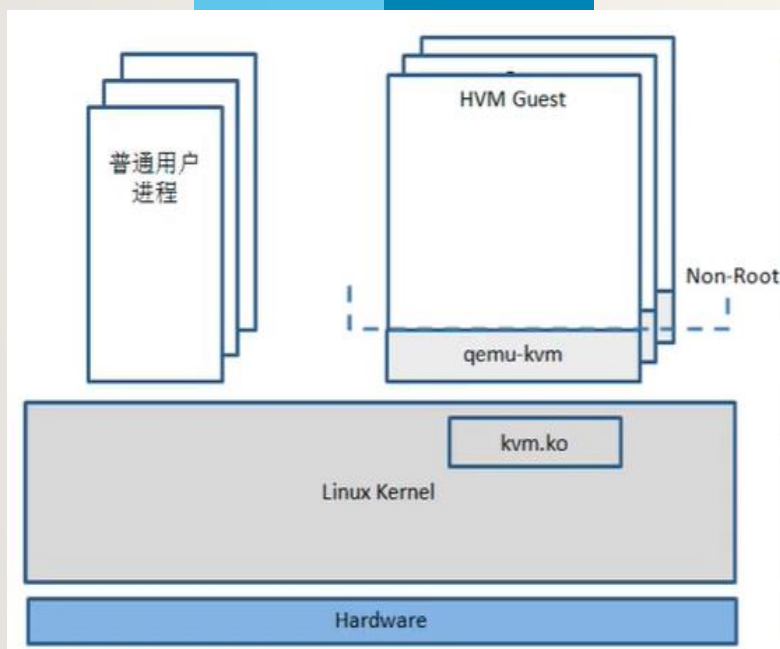 普通用户
进程
HVM Guest
Non-Root
qemu-kvm
kvm.ko
Linux Kernel
Hardware